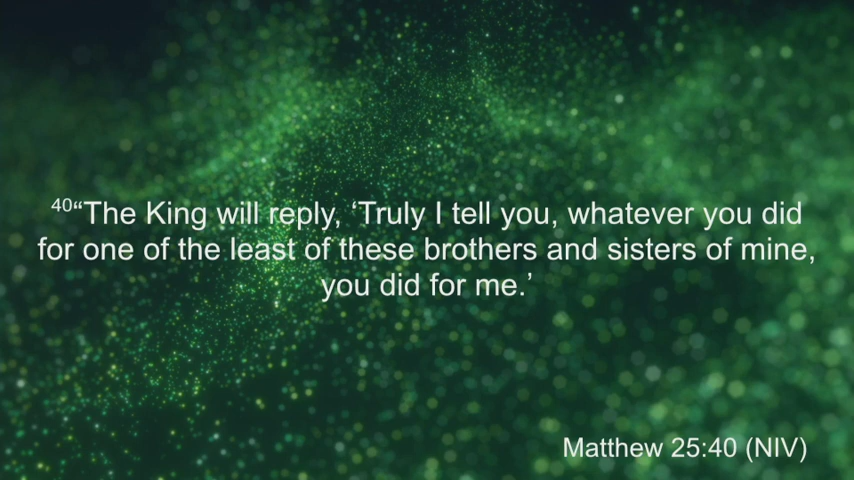 ⁴⁰“The King will reply, ‘Truly I tell you, whatever you did
for one of the least of these brothers and sisters of mine,
you did for me.’
Matthew 25:40 (NIV)